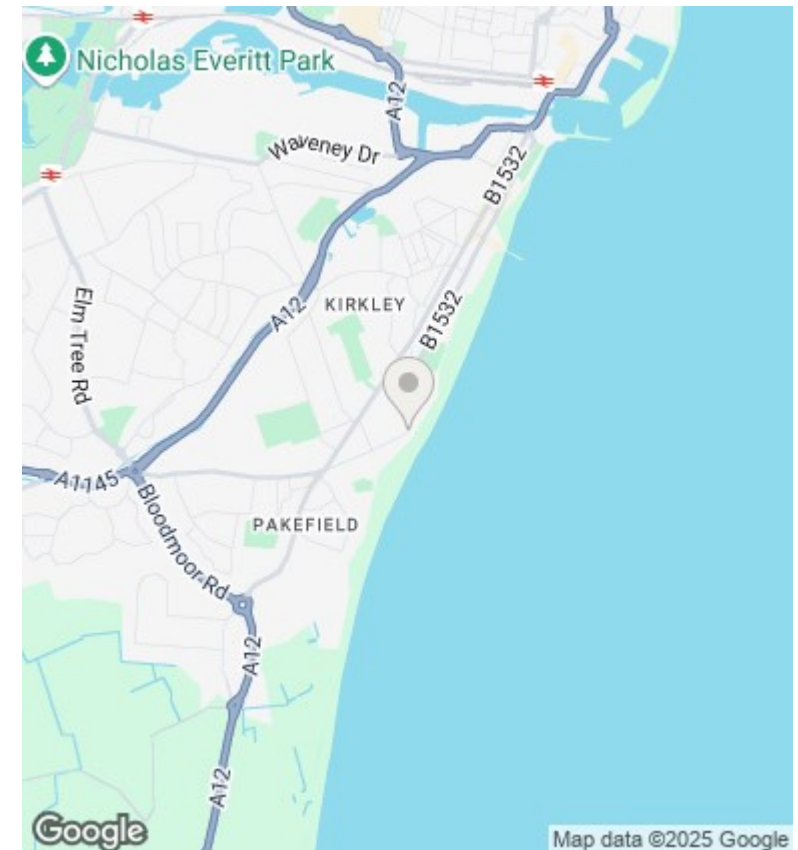 Nicholas Everitt Park
A12
Waveney Dr
B1532
Elm Tree Rd
A12
KIRKLEY
B1532
A1145
Bloodmoor Rd
PAKEFIELD
A12
A12
Google
Map data ©2025 Google